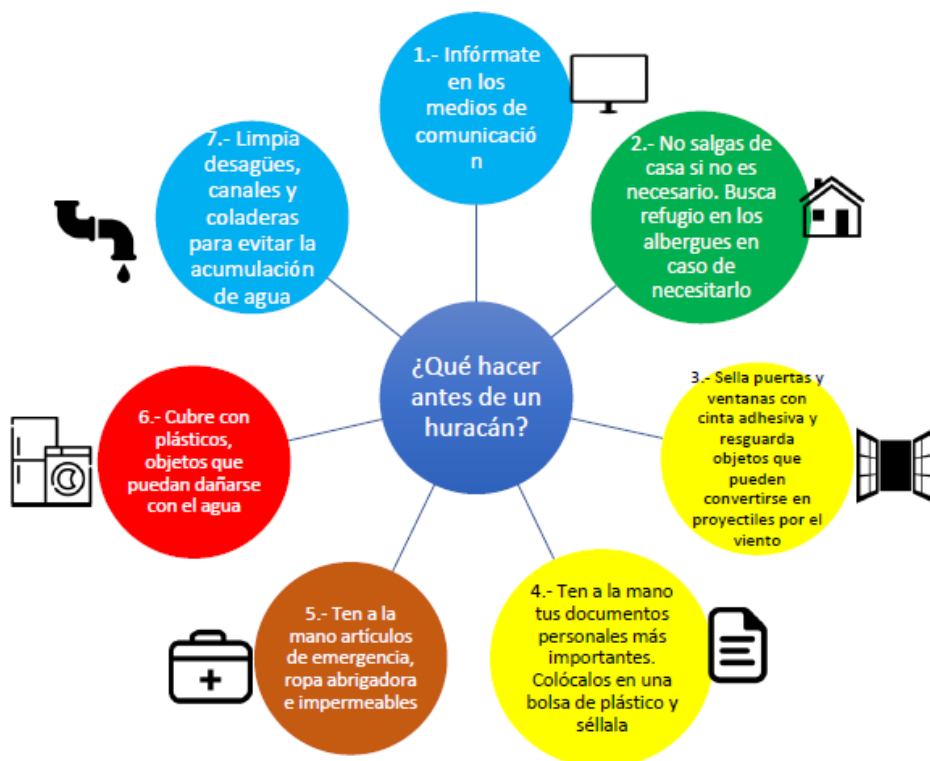 1.- Infórmate
en los
medios de
comunicació
n
2.- No salgas de
casa si no es
necesario. Busca
refugio en los
albergues en
caso de
necesitarlo
3.- Sella puertas y
ventanas con
cinta adhesiva y
resguarda
objetos que
pueden
convertirse en
proyectiles por el
viento
4.- Ten a la mano
tus documentos
personales más
importantes.
Colócalos en una
bolsa de plástico y
séllala
5.- Ten a la
mano artículos
de emergencia,
ropa abrigadora
e impermeables
6.- Cubre con
plásticos,
objetos que
puedan dañarse
con el agua
7.- Limpia
desagües,
canales y
coladeras
para evitar la
acumulación
de agua
¿Qué hacer
antes de un
huracán?